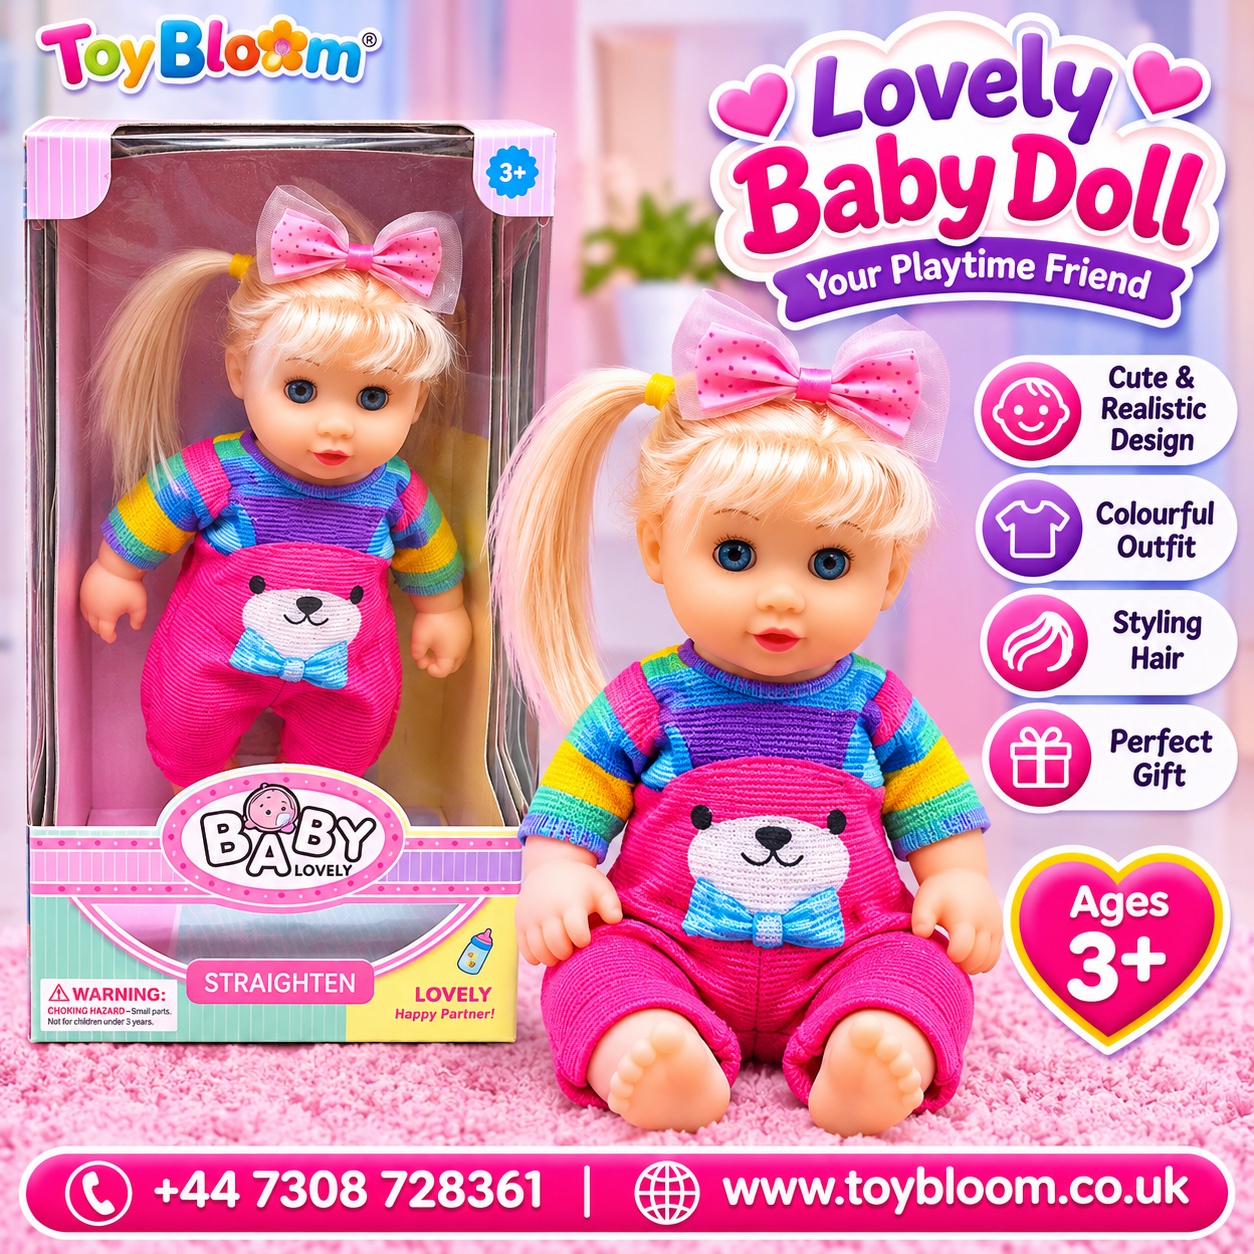 ToyBloom®
Lovely
Baby Doll
Your Playtime Friend
3+
Cute &
Realistic
Design
Colourful
Outfit
Styling
Hair
Perfect
Gift
Ages
3+
BABY
LOVELY
STRAIGHTEN
WARNING:
CHOKING HAZARD – Small parts.
Not for children under 3 years.
LOVELY
Happy Partner!
+44 7308 728361 | www.toybloom.co.uk